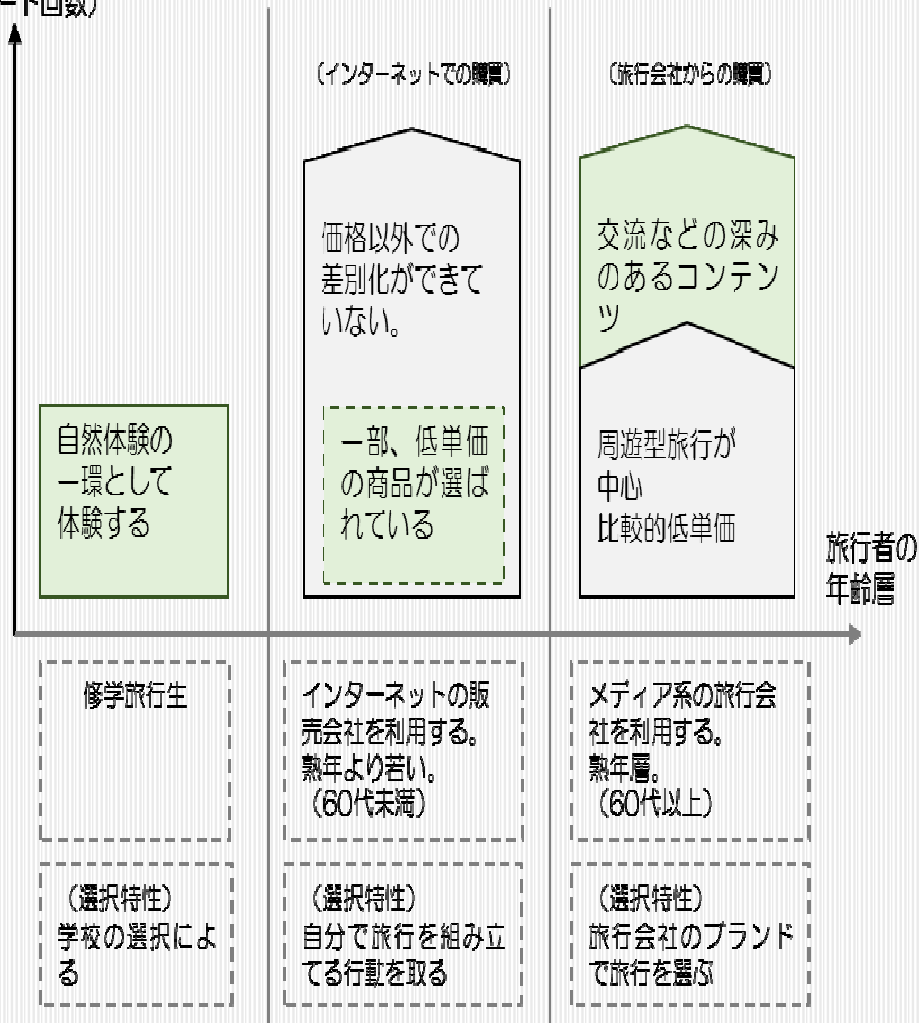 ート回数）
（インターネットでの購買）
（旅行会社からの購買）
価格以外での
差別化ができて
いない。
交流などの深み
のあるコンテン
ツ
自然体験の
一環として
体験する
一部、低単価
の商品が選ば
れている
周遊型旅行が
中心
比較的低単価
旅行者の
年齢層
修学旅行生
インターネットの販
売会社を利用する。
熟年より若い。
（60代未満）
メディア系の旅行会
社を利用する。
熟年層。
（60代以上）
（選択特性）
学校の選択によ
る
（選択特性）
自分で旅行を組み立
てる行動を取る
（選択特性）
旅行会社のブランド
で旅行を選ぶ